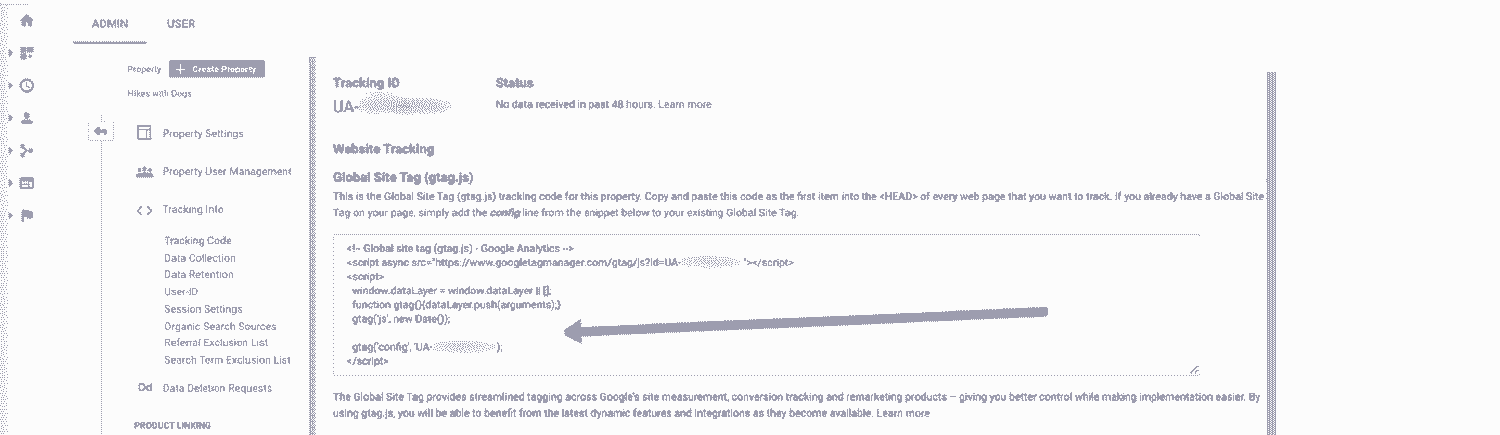 ADMIN USER
Property + Create Property
Hikes with Dogs
Property Settings
Property User Management
Tracking Info
Tracking Code
Data Collection
Data Retention
User-ID
Session Settings
Organic Search Sources
Referral Exclusion List
Search Term Exclusion List
Data Deletion Requests
PRODUCT LINKING
Tracking ID Status
UA- No data received in past 48 hours. Learn more
Website Tracking
Global Site Tag (gtag.js)
This is the Global Site Tag (gtag.js) tracking code for this property. Copy and paste this code as the first item into the <HEAD> of every web page that you want to track. If you already have a Global Site
Tag on your page, simply add the config line from the snippet below to your existing Global Site Tag.
<!-- Global site tag (gtag.js) - Google Analytics -->
<script async src="https://www.googletagmanager.com/gtag/js?id=UA- "></script>
<script>
window.dataLayer = window.dataLayer || [];
function gtag(){dataLayer.push(arguments);}
gtag('js', new Date());
gtag('config', 'UA- );
</script>
The Global Site Tag provides streamlined tagging across Google's site measurement, conversion tracking and remarketing products – giving you better control while making implementation easier. By
using gtag.js, you will be able to benefit from the latest dynamic features and integrations as they become available. Learn more